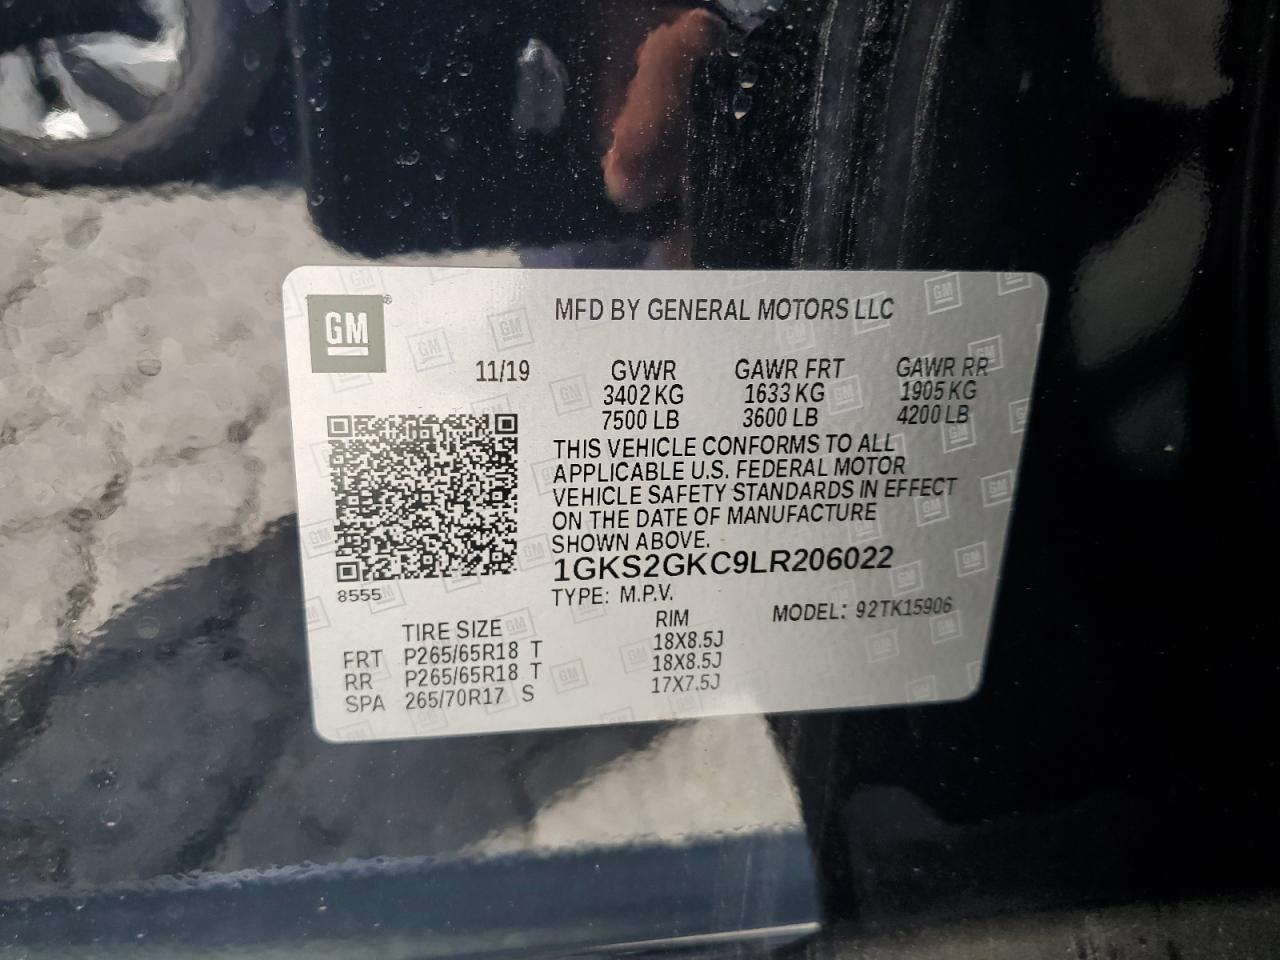 GM®
MFD BY GENERAL MOTORS LLC
11/19 GVWR GAWR FRT GAWR RR
3402 KG 1633 KG 1905 KG
7500 LB 3600 LB 4200 LB
THIS VEHICLE CONFORMS TO ALL
APPLICABLE U.S. FEDERAL MOTOR
VEHICLE SAFETY STANDARDS IN EFFECT
ON THE DATE OF MANUFACTURE
SHOWN ABOVE.
1GKS2GKC9LR206022
8555
TYPE: M.P.V. MODEL: 92TK15906
TIRE SIZE RIM
FRT P265/65R18 T 18X8.5J
RR P265/65R18 T 18X8.5J
SPA 265/70R17 S 17X7.5J